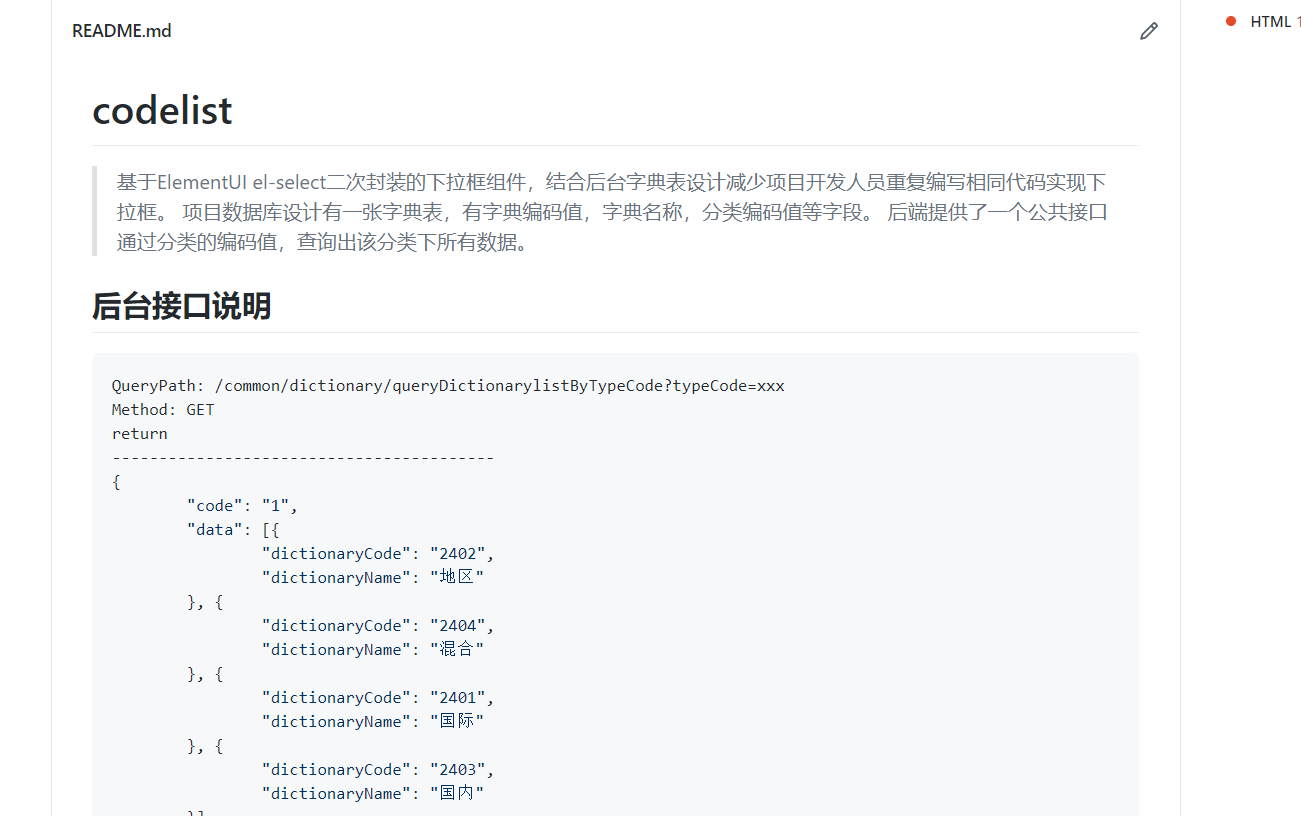 README.md
HTML 1
codelist
基于ElementUI el-select二次封装的下拉框组件，结合后台字典表设计减少项目开发人员重复编写相同代码实现下
拉框。 项目数据库设计有一张字典表，有字典编码值，字典名称，分类编码值等字段。 后端提供了一个公共接口
通过分类的编码值，查询出该分类下所有数据。
后台接口说明
QueryPath: /common/dictionary/queryDictionarylistByTypeCode?typeCode=xxx
Method: GET
return
-----------------------------------------
{
"code": "1",
"data": [{
"dictionaryCode": "2402",
"dictionaryName": "地区"
}, {
"dictionaryCode": "2404",
"dictionaryName": "混合"
}, {
"dictionaryCode": "2401",
"dictionaryName": "国际"
}, {
"dictionaryCode": "2403",
"dictionaryName": "国内"